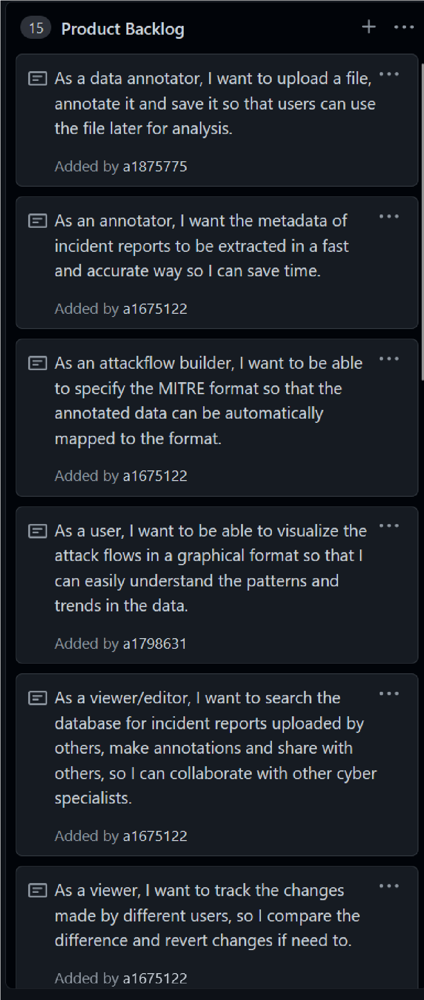 15 Product Backlog
As a data annotator, I want to upload a file,
annotate it and save it so that users can use
the file later for analysis.
Added by a1875775
As an annotator, I want the metadata of
incident reports to be extracted in a fast
and accurate way so I can save time.
Added by a1675122
As an attackflow builder, I want to be able
to specify the MITRE format so that the
annotated data can be automatically
mapped to the format.
Added by a1675122
As a user, I want to be able to visualize the
attack flows in a graphical format so that I
can easily understand the patterns and
trends in the data.
Added by a1798631
As a viewer/editor, I want to search the
database for incident reports uploaded by
others, make annotations and share with
others, so I can collaborate with other cyber
specialists.
Added by a1675122
As a viewer, I want to track the changes
made by different users, so I compare the
difference and revert changes if need to.
Added by a1675122